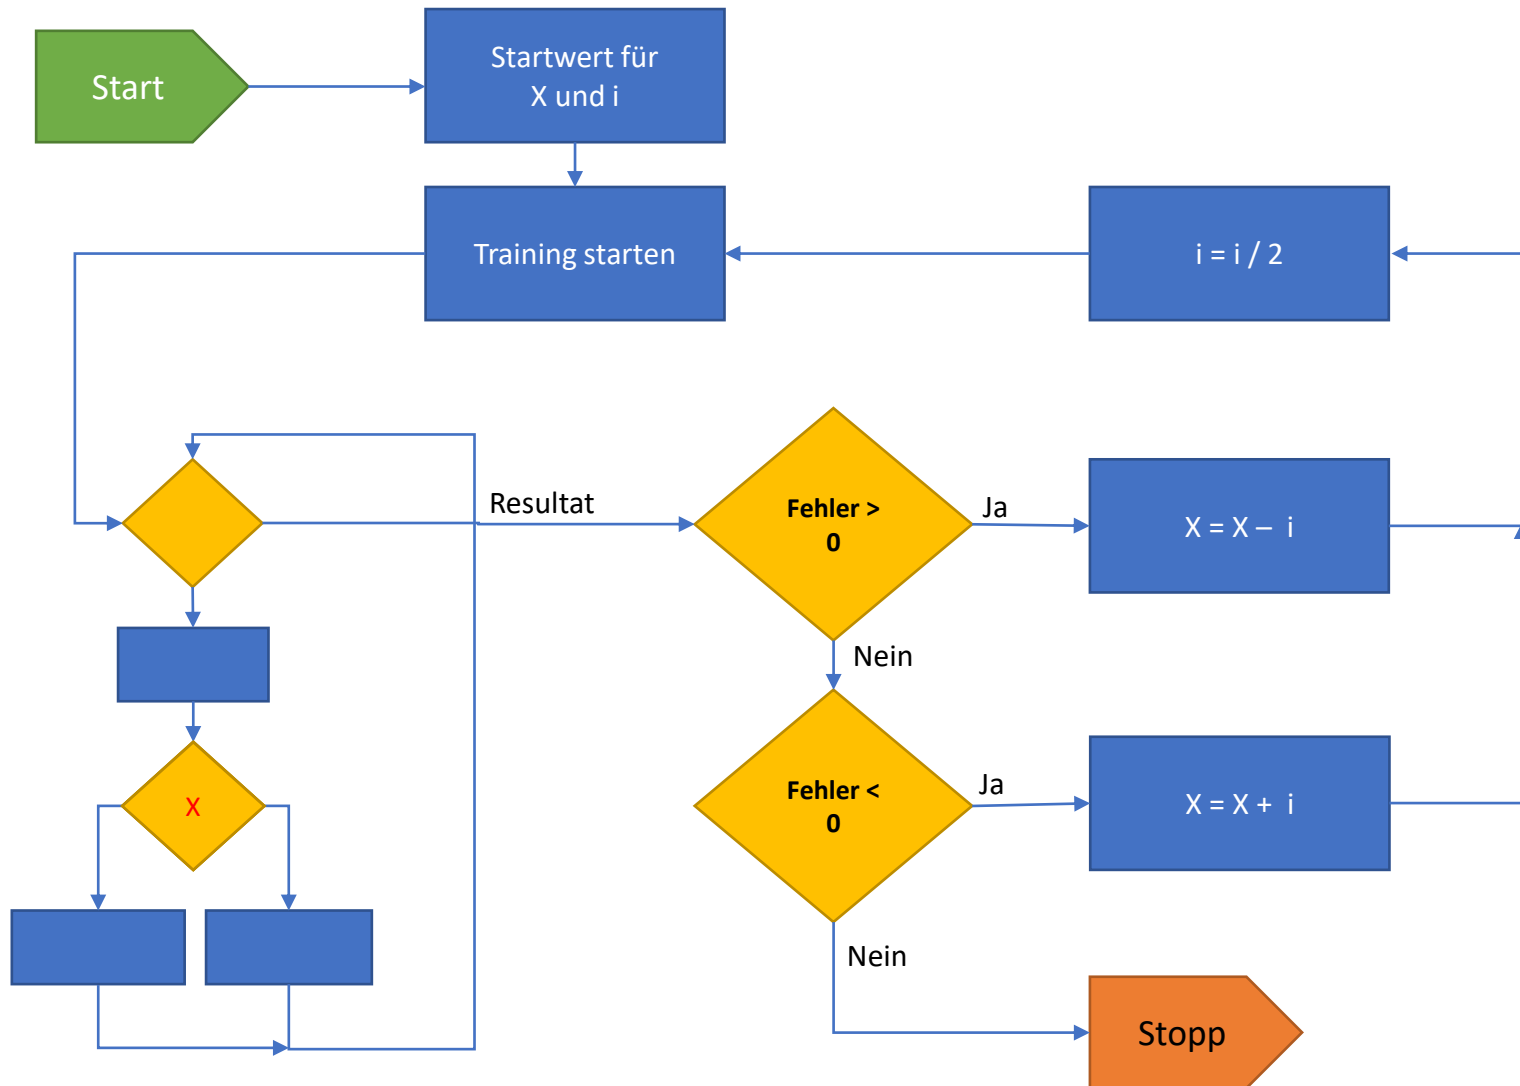 Start
Startwert für
X und i
Training starten
i = i / 2
Resultat
Fehler >
0
Ja
X = X – i
Nein
X
Fehler <
0
Ja
X = X + i
Nein
Stopp